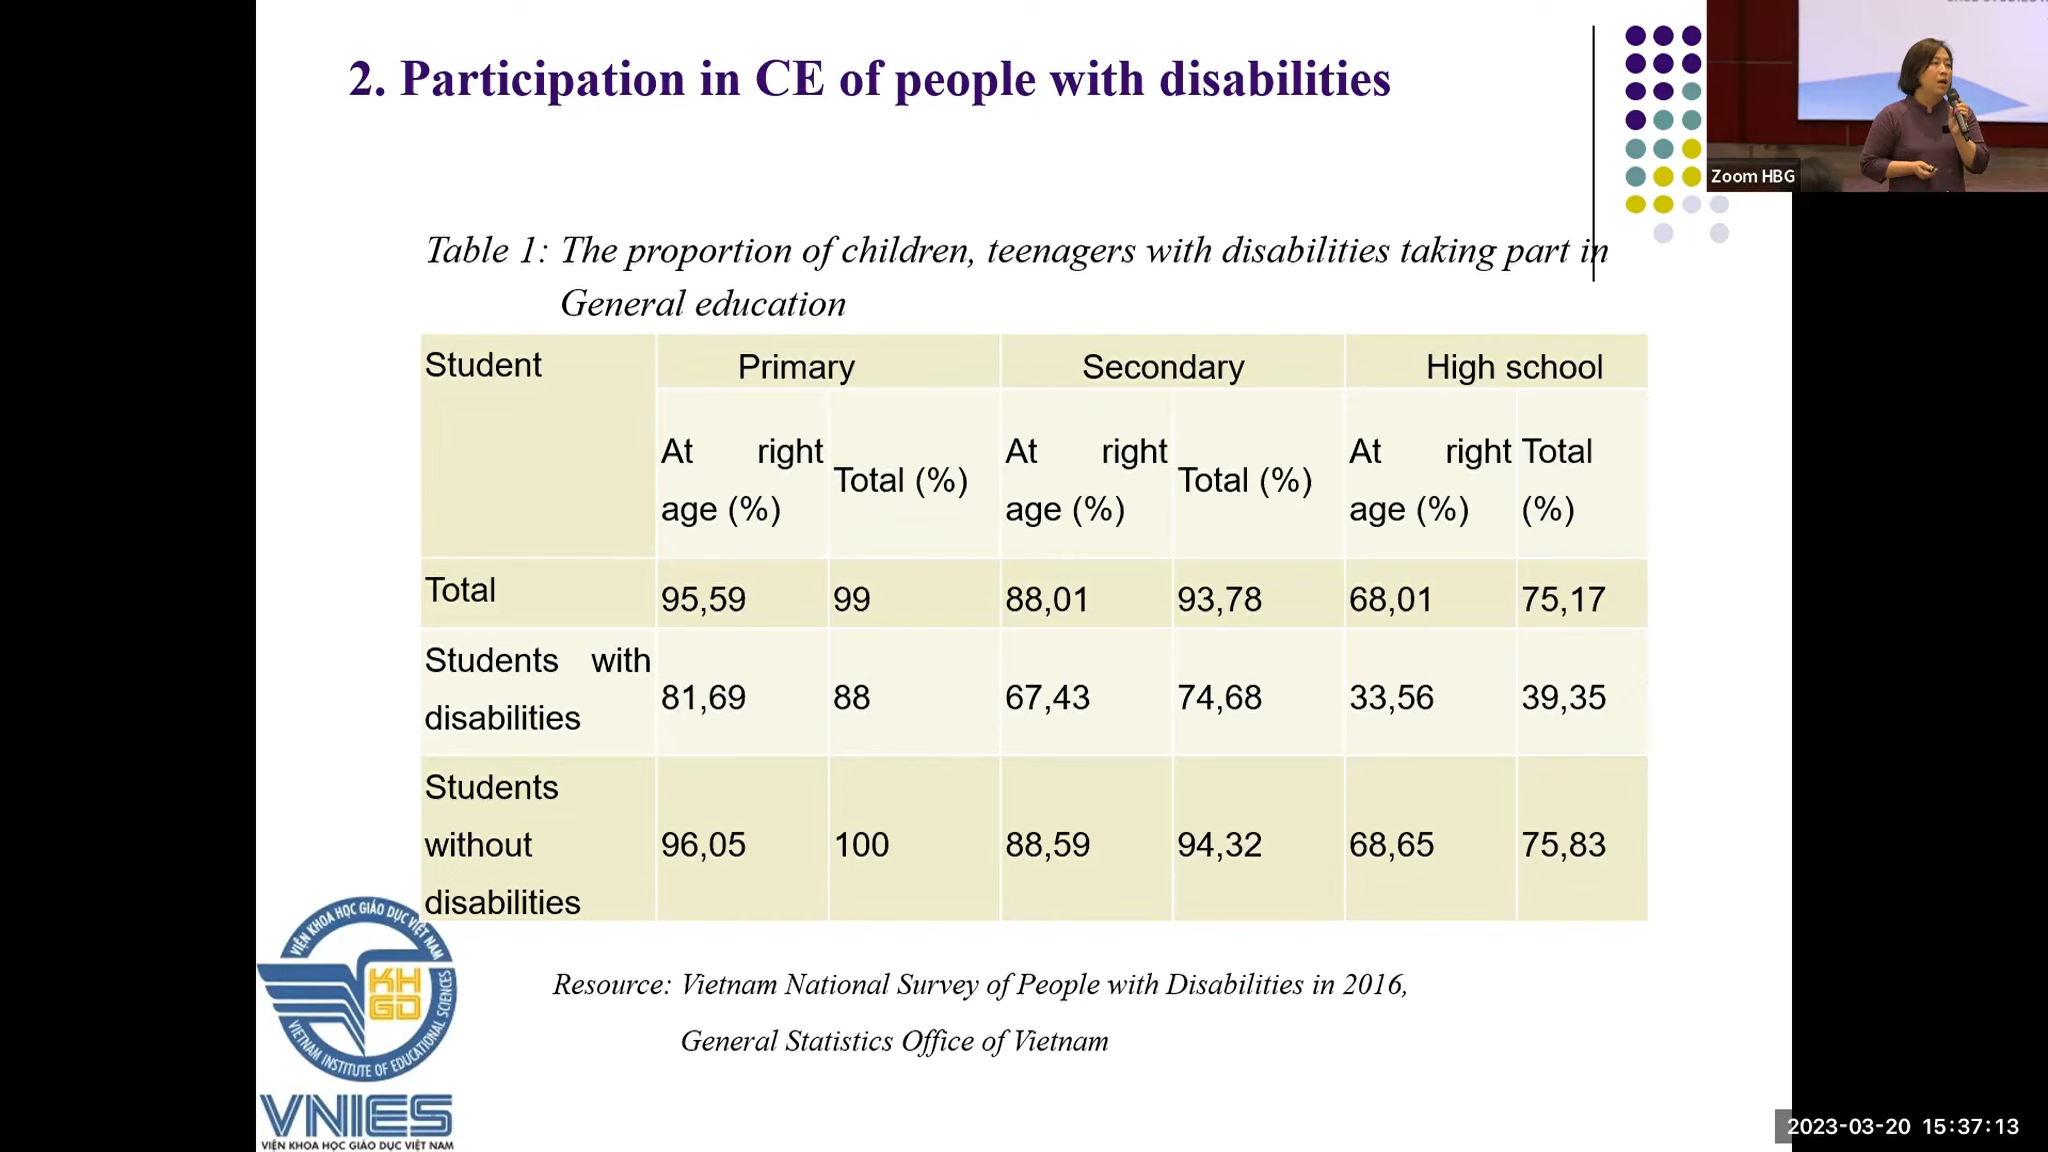 2. Participation in CE of people with disabilities
Zoom HBG
Table 1: The proportion of children, teenagers with disabilities taking part in
General education
Student
Primary
Secondary
High school
At right
age (%)
Total (%)
At right
age (%)
Total (%)
At right
age (%)
Total
(%)
Total
95,59
99
88,01
93,78
68,01
75,17
Students with
disabilities
81,69
88
67,43
74,68
33,56
39,35
Students
without
disabilities
96,05
100
88,59
94,32
68,65
75,83
VIỆN KHOA HỌC GIÁO DỤC VIỆT NAM
KH
GD
VIETNAM INSTITUTE OF EDUCATIONAL SCIENCES
VNIES
VIỆN KHOA HỌC GIÁO DỤC VIỆT NAM
Resource: Vietnam National Survey of People with Disabilities in 2016,
General Statistics Office of Vietnam
2023-03-20 15:37:13